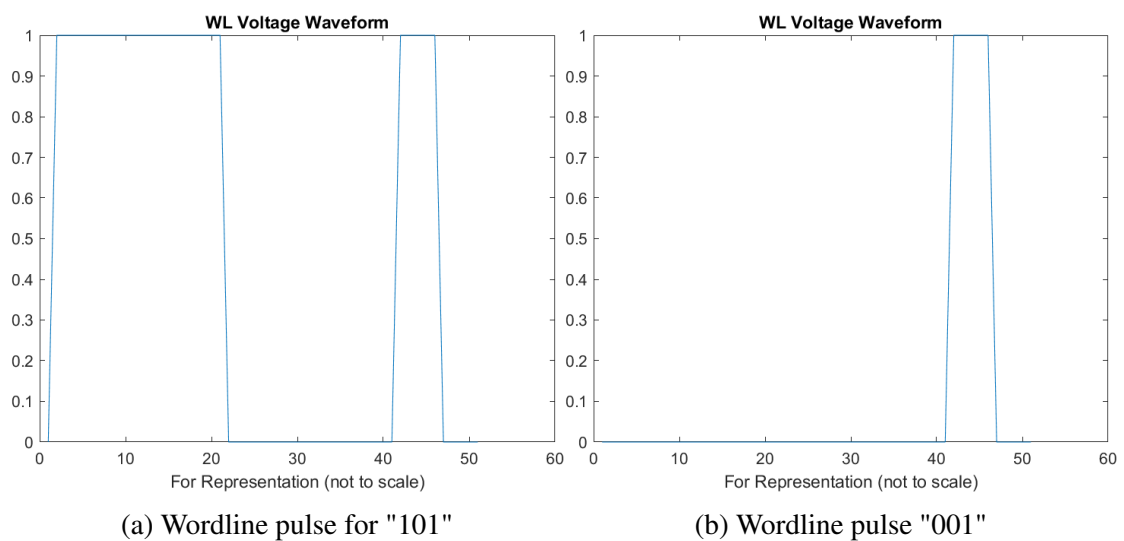 WL Voltage Waveform
1
0.9
0.8
0.7
0.6
0.5
0.4
0.3
0.2
0.1
0
0 10 20 30 40 50 60
For Representation (not to scale)
(a) Wordline pulse for "101"
WL Voltage Waveform
1
0.9
0.8
0.7
0.6
0.5
0.4
0.3
0.2
0.1
0
0 10 20 30 40 50 60
For Representation (not to scale)
(b) Wordline pulse "001"